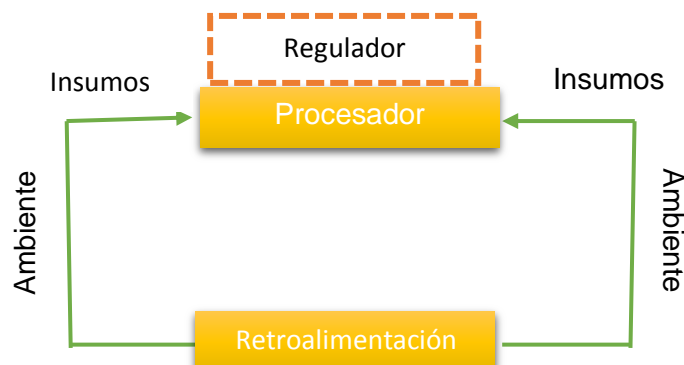 Regulador
Insumos
Insumos
Procesador
Ambiente
Ambiente
Retroalimentación